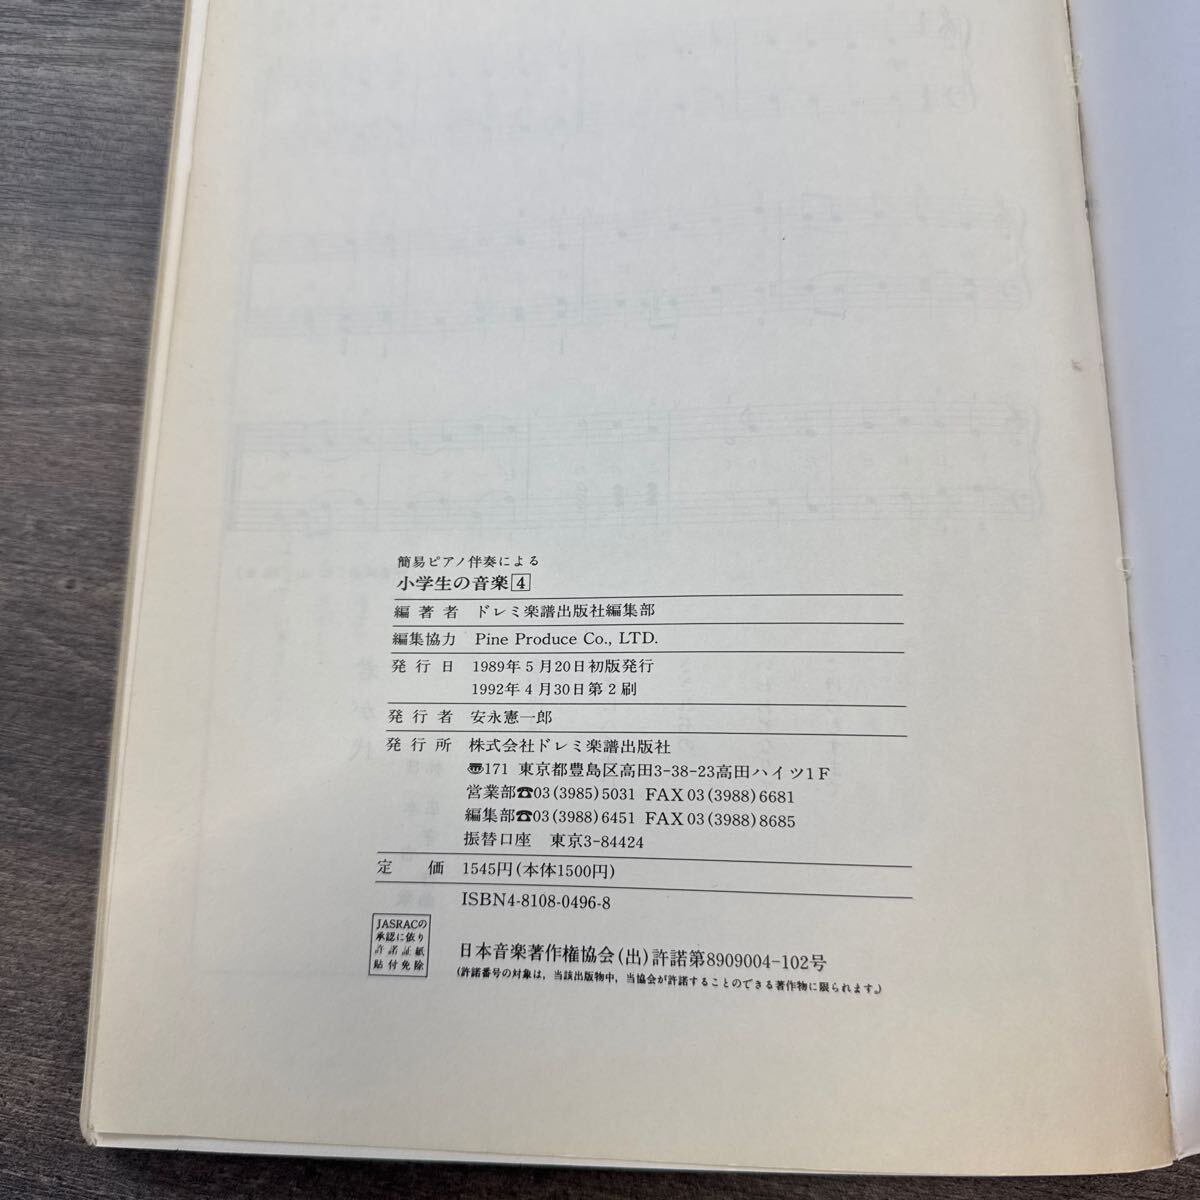 簡易ピアノ伴奏による
小学生の音楽4
編著者 ドレミ楽譜出版社編集部
編集協力 Pine Produce Co., LTD.
発行日 1989年5月20日初版発行
1992年4月30日第2刷
発行者 安永憲一郎
発行所 株式会社ドレミ楽譜出版社
〠171 東京都豊島区高田3-38-23高田ハイツ1F
営業部☎03(3985)5031 FAX 03(3988)6681
編集部☎03(3988)6451 FAX 03(3988)8685
振替口座 東京3-84424
定価 1545円(本体1500円)
ISBN4-8108-0496-8
JASRACの
承認に依り
許諾証紙
貼付免除
日本音楽著作権協会(出)許諾第8909004-102号
(許諾番号の対象は,当該出版物中,当協会が許諾することのできる著作物に限られます。)